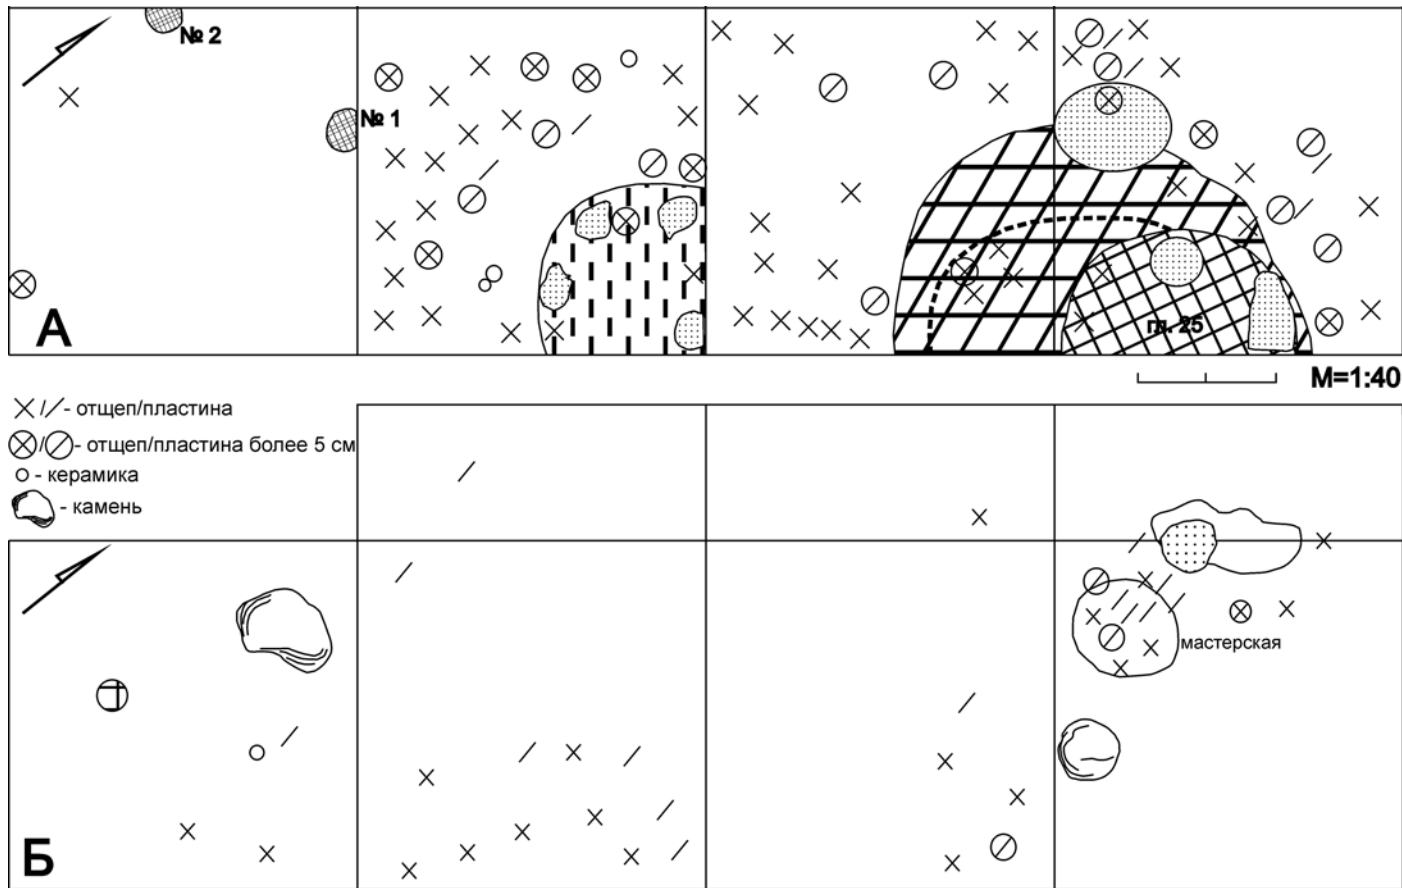 № 2
№ 1
гл. 25
А
М=1:40
/ - отщеп/пластина
/ - отщеп/пластина более 5 см
- керамика
- камень
мастерская
Б